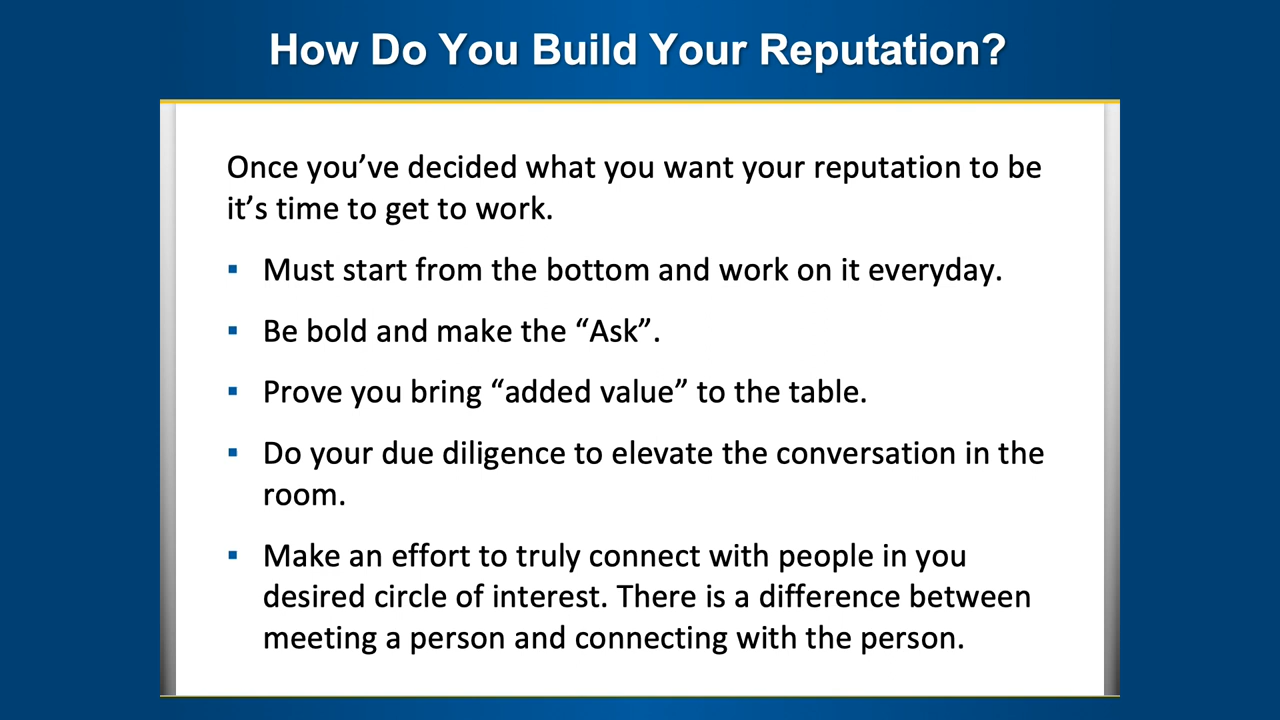 How Do You Build Your Reputation?
Once you’ve decided what you want your reputation to be
it’s time to get to work.
▪ Must start from the bottom and work on it everyday.
▪ Be bold and make the “Ask”.
▪ Prove you bring “added value” to the table.
▪ Do your due diligence to elevate the conversation in the
room.
▪ Make an effort to truly connect with people in you
desired circle of interest. There is a difference between
meeting a person and connecting with the person.